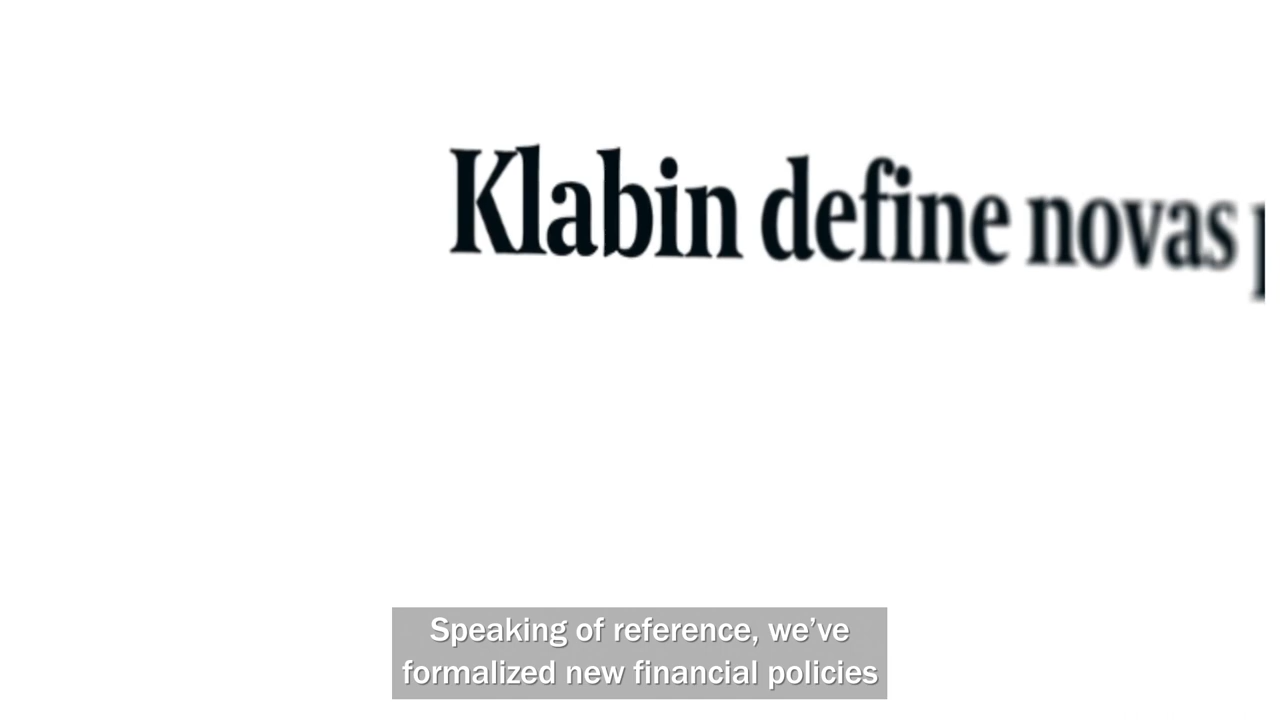 Klabin define novas
Speaking of reference, we've
formalized new financial policies